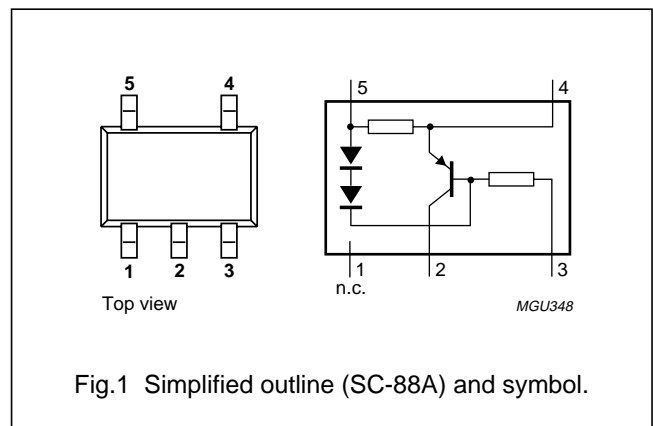 5 4
5 4
1 2 3
1 2 3
n.c.
Top view
MGU348
Fig.1 Simplified outline (SC-88A) and symbol.